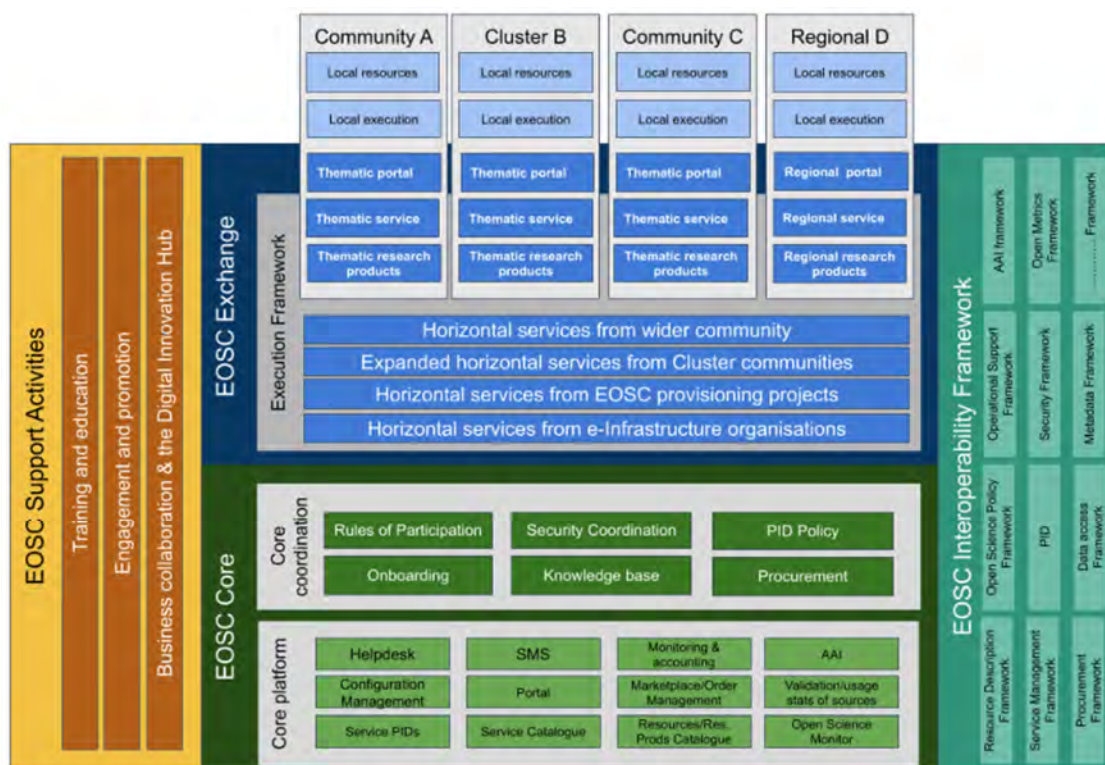 Community A
Cluster B
Community C
Regional D
Local resources
Local resources
Local resources
Local resources
Local execution
Local execution
Local execution
Local execution
Thematic portal
Thematic portal
Thematic portal
Regional portal
Thematic service
Thematic service
Thematic service
Regional service
Thematic research
products
Thematic research
products
Thematic research
products
Regional research
products
EOSC Support Activities
Training and education
Engagement and promotion
Business collaboration & the Digital Innovation Hub
EOSC Exchange
Execution Framework
Horizontal services from wider community
Expanded horizontal services from Cluster communities
Horizontal services from EOSC provisioning projects
Horizontal services from e-Infrastructure organisations
EOSC Core
Core
coordination
Rules of Participation
Security Coordination
PID Policy
Onboarding
Knowledge base
Procurement
Core platform
Helpdesk
SMS
Monitoring &
accounting
AAI
Configuration
Management
Portal
Marketplace/Order
Management
Validation/usage
stats of sources
Service PIDs
Service Catalogue
Resources/Res.
Prods Catalogue
Open Science
Monitor
EOSC Interoperability Framework
AAI framework
Open Metrics
Framework
............ Framework
Operational Support
Framework
Security Framework
Metadata Framework
Open Science Policy
Framework
PID
Data access
Framework
Resource Description
Framework
Service Management
Framework
Procurement
Framework